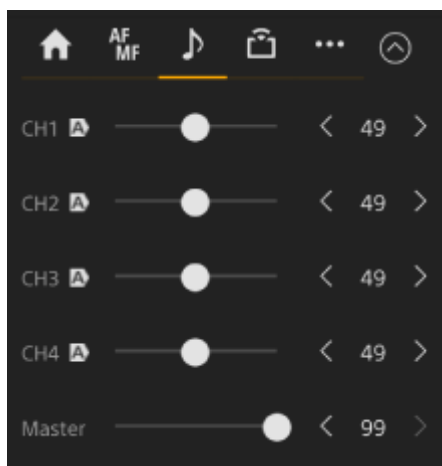 AF
MF
CH1 A 49
CH2 A 49
CH3 A 49
CH4 A 49
Master 99